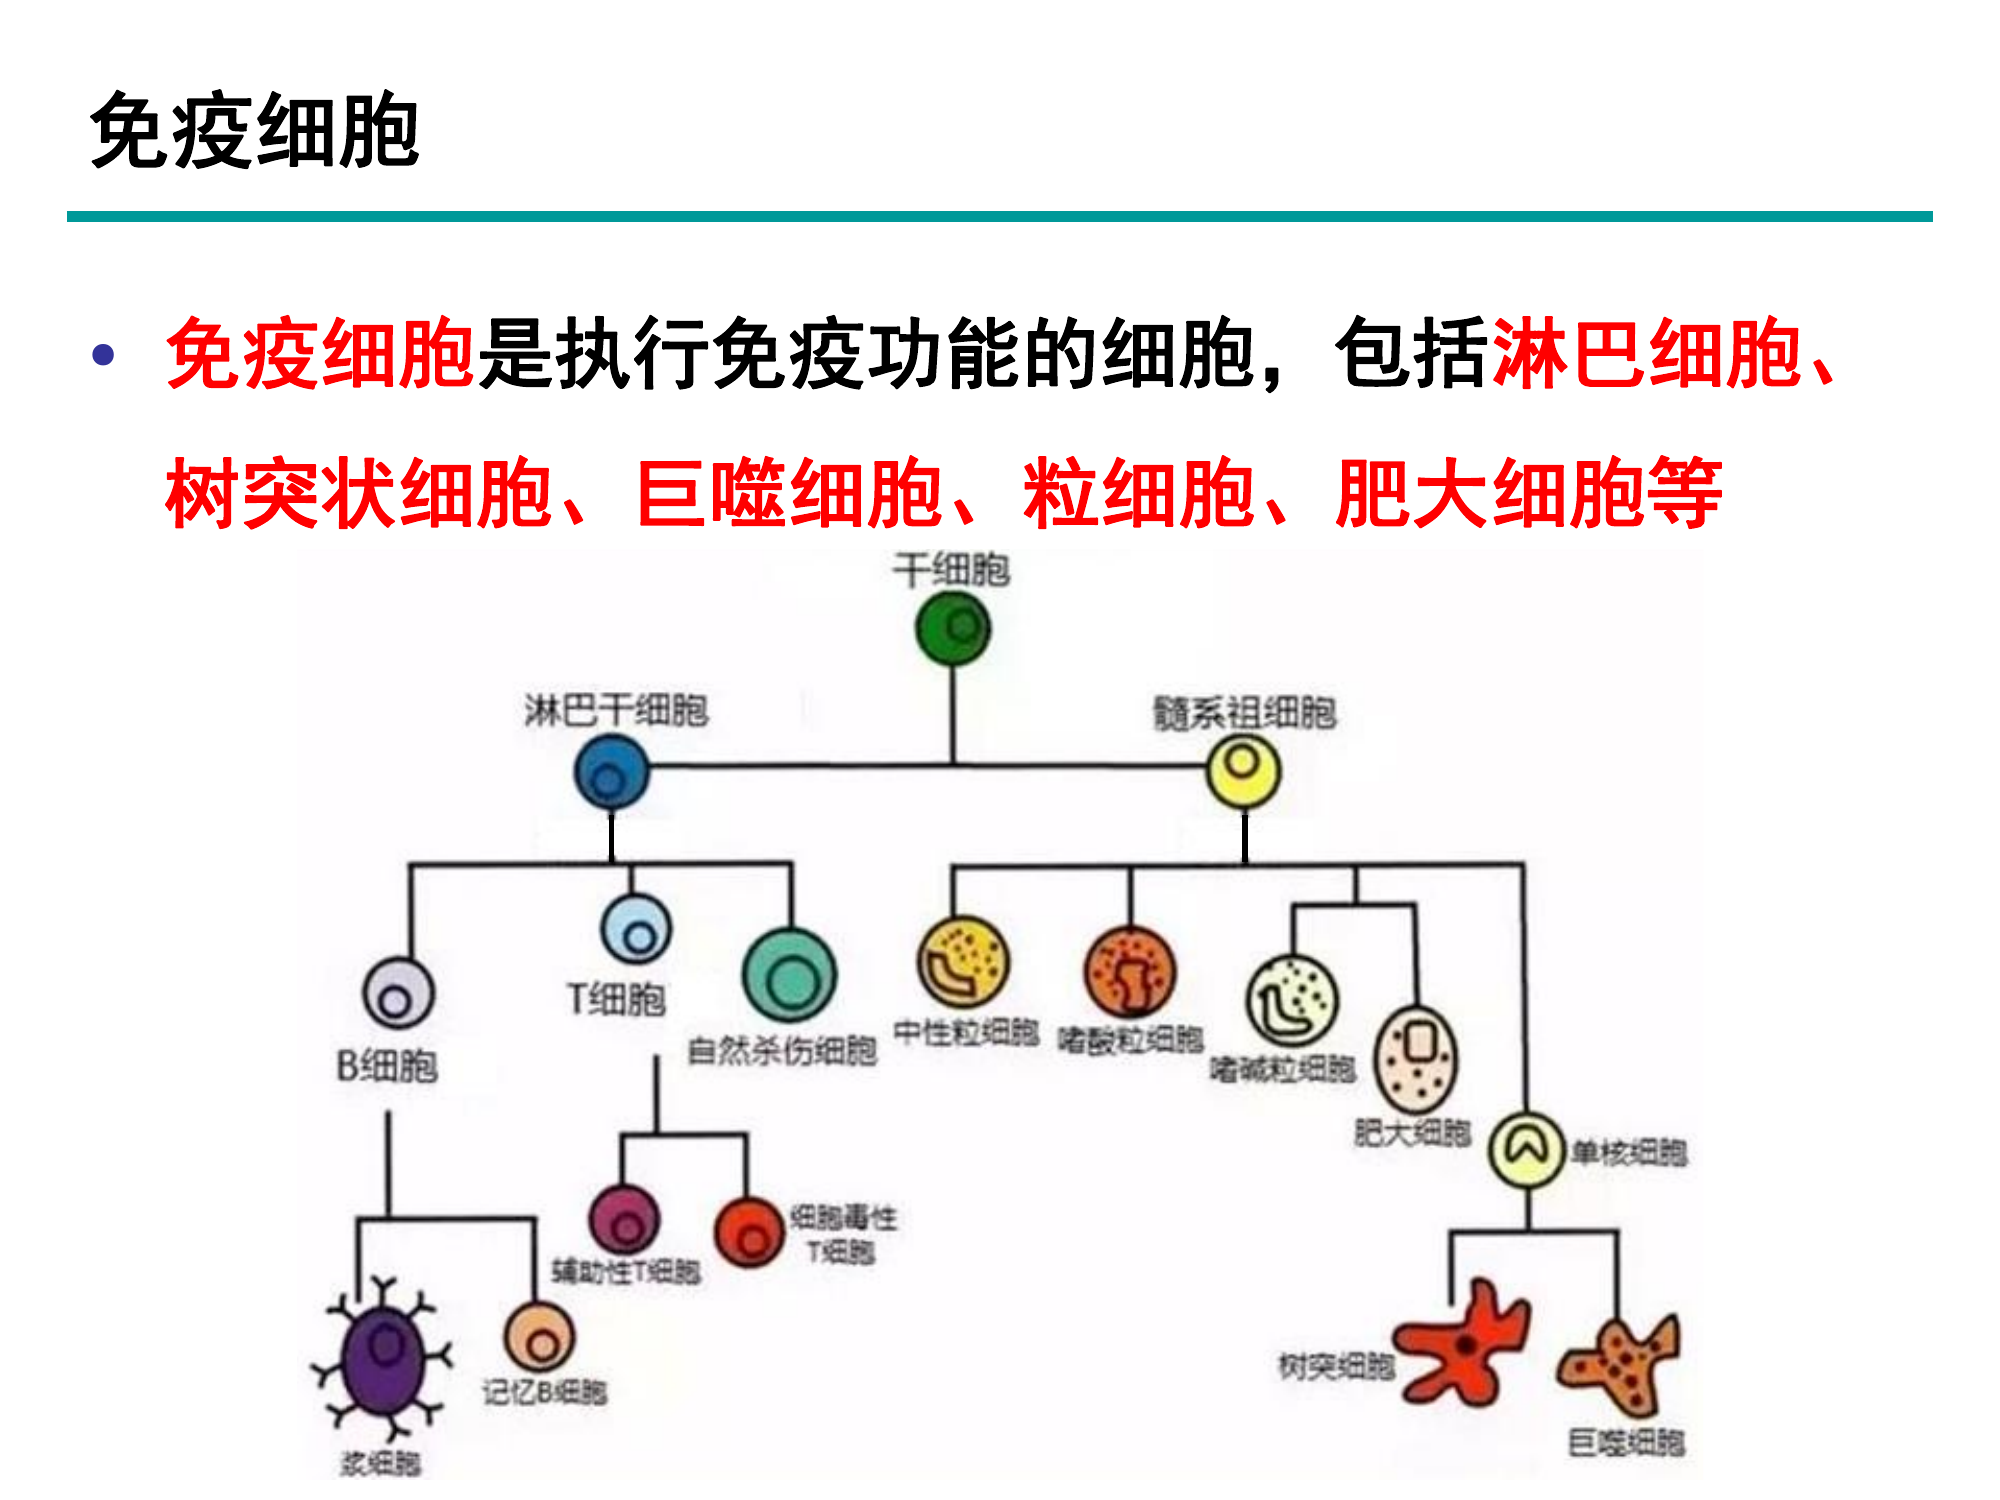 免疫细胞
• 免疫细胞是执行免疫功能的细胞，包括淋巴细胞、
树突状细胞、巨噬细胞、粒细胞、肥大细胞等
干细胞
淋巴干细胞
髓系祖细胞
B细胞
T细胞
自然杀伤细胞
中性粒细胞
嗜酸粒细胞
嗜碱粒细胞
肥大细胞
单核细胞
辅助性T细胞
细胞毒性
T细胞
浆细胞
记忆B细胞
树突细胞
巨噬细胞